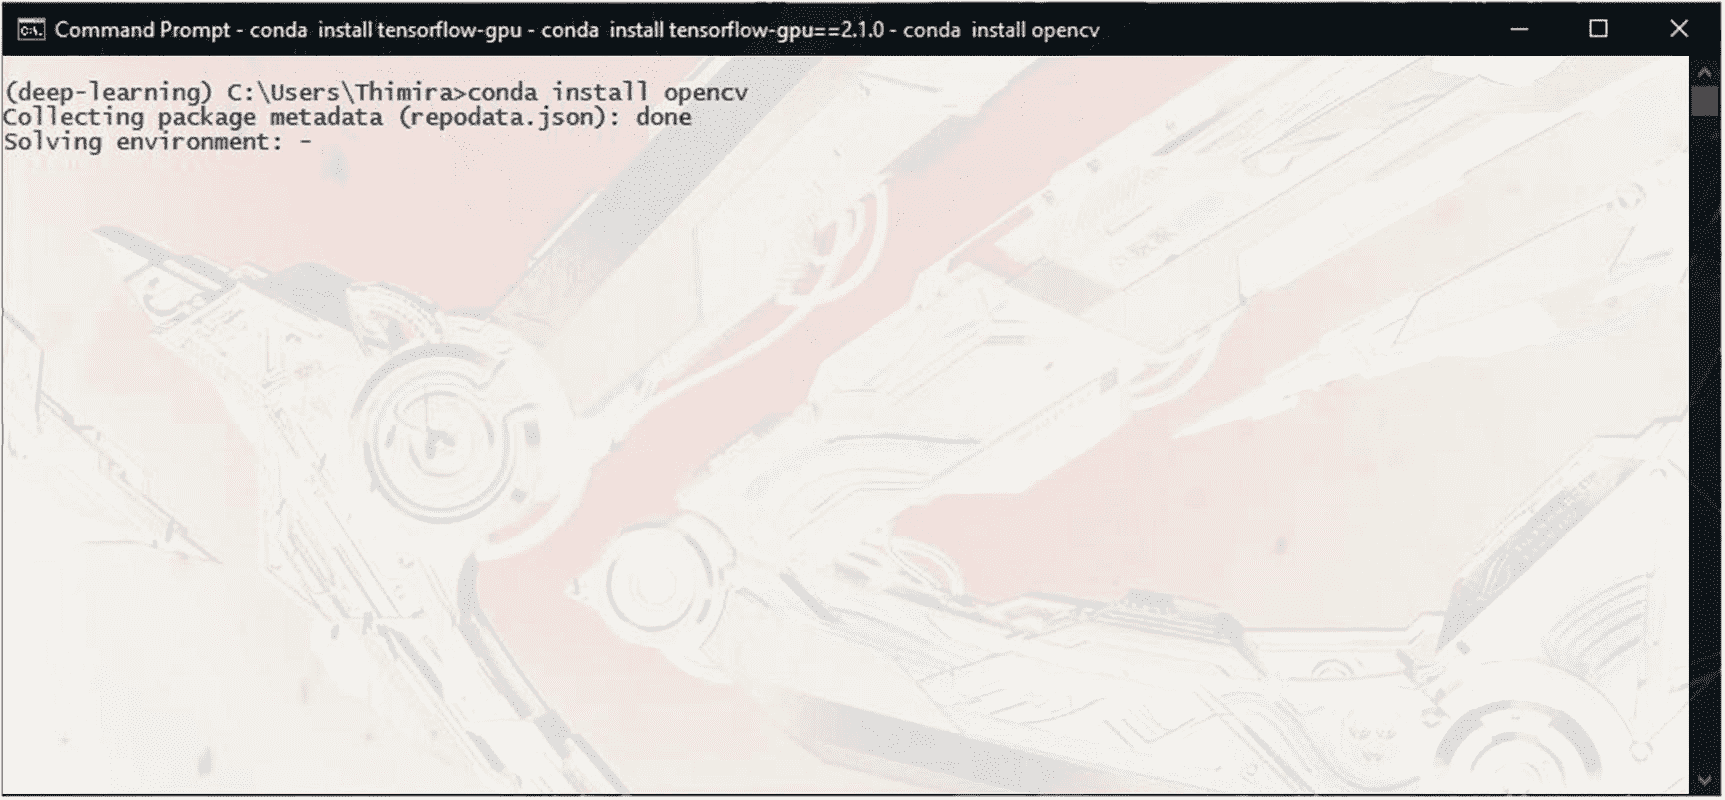 Command Prompt - conda  install tensorflow-gpu - conda  install tensorflow-gpu==2.1.0 - conda  install opencv
(deep-learning) C:\Users\Thimira>conda install opencv
Collecting package metadata (repodata.json): done
Solving environment: -